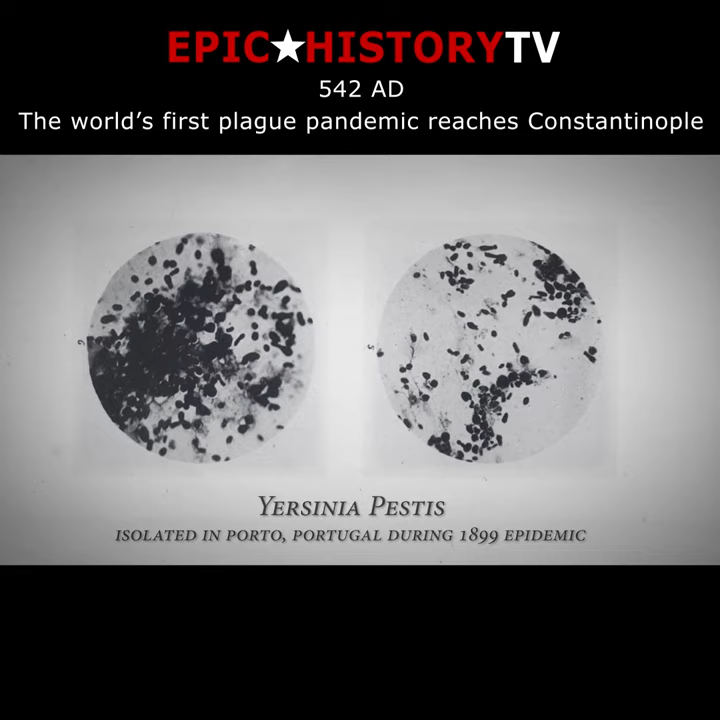 EPIC★HISTORYTV
542 AD
The world's first plague pandemic reaches Constantinople
Yersinia Pestis
isolated in Porto, Portugal during 1899 epidemic